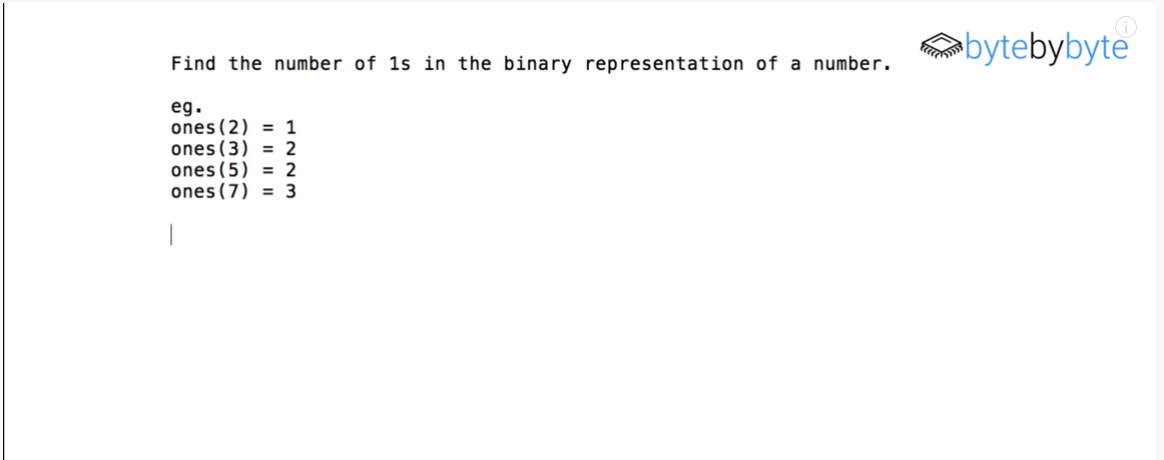 bytebybyte
Find the number of 1s in the binary representation of a number.
eg.
ones(2) = 1
ones(3) = 2
ones(5) = 2
ones(7) = 3